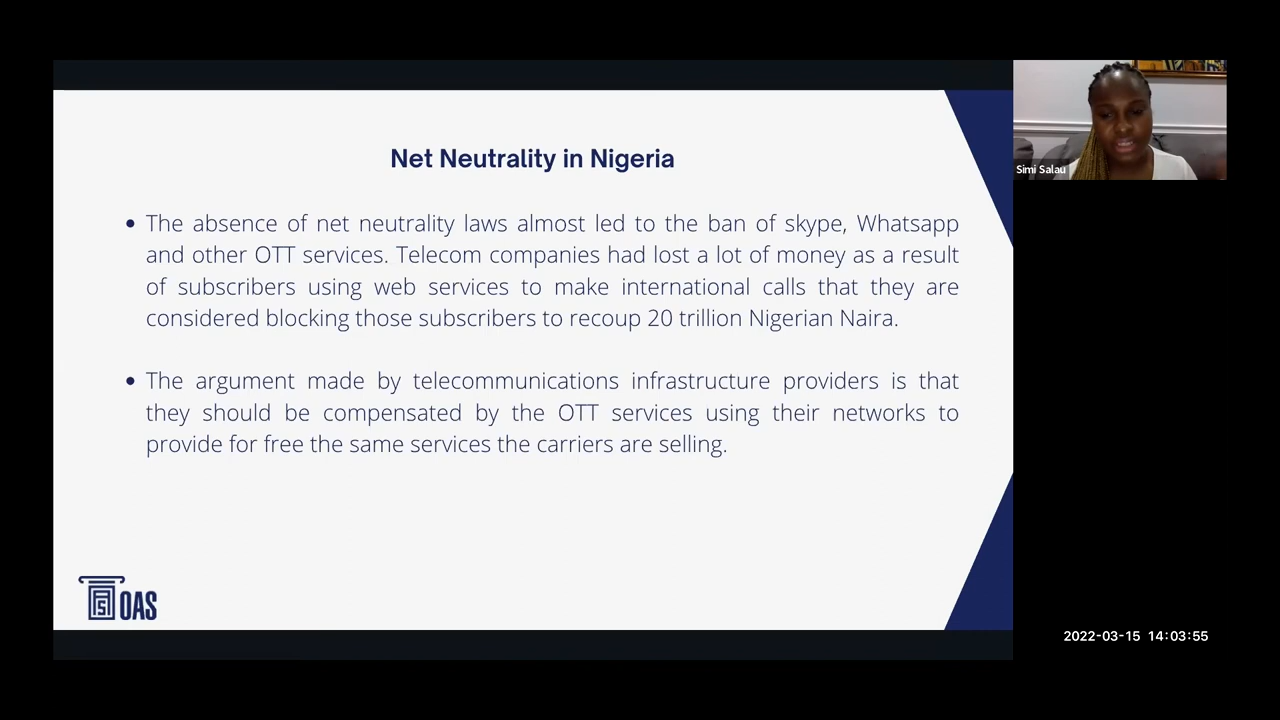 Net Neutrality in Nigeria
• The absence of net neutrality laws almost led to the ban of skype, Whatsapp
and other OTT services. Telecom companies had lost a lot of money as a result
of subscribers using web services to make international calls that they are
considered blocking those subscribers to recoup 20 trillion Nigerian Naira.
• The argument made by telecommunications infrastructure providers is that
they should be compensated by the OTT services using their networks to
provide for free the same services the carriers are selling.
OAS
Simi Salau
2022-03-15 14:03:55